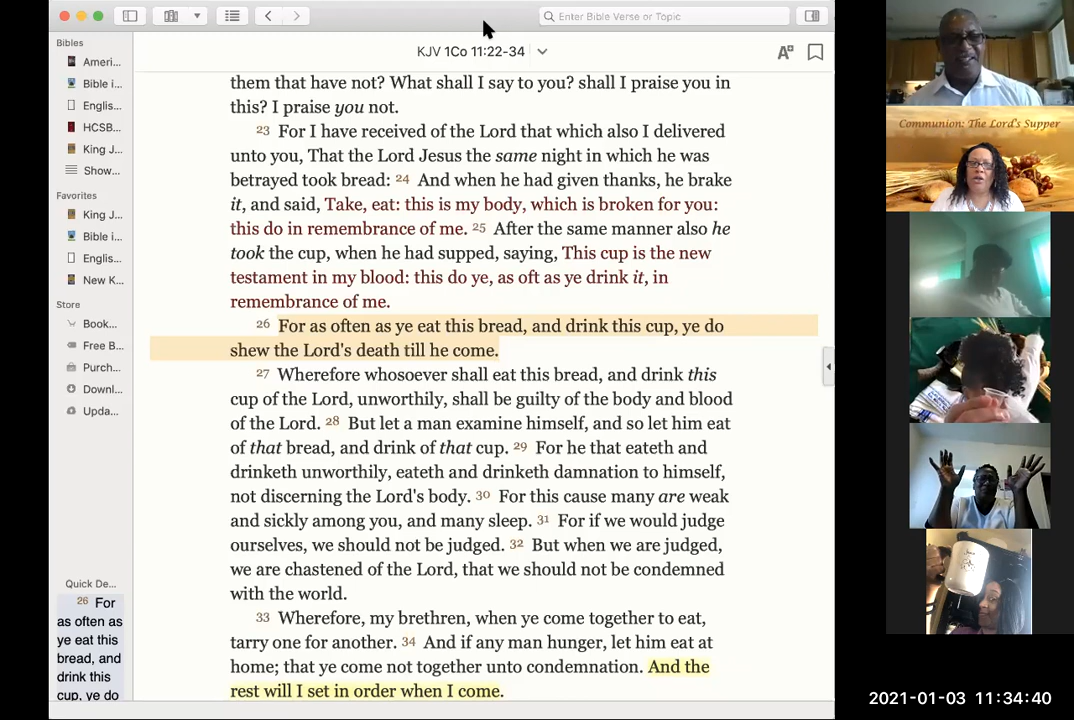 Enter Bible Verse or Topic
KJV 1Co 11:22-34
A
Bibles
Ameri...
Bible i...
Englis...
HCSB...
King J...
Show...
Favorites
King J...
Bible i...
Englis...
New K...
Store
Book...
Free B...
Purch...
Downl...
Upda...
Quick De...
26 For
as often as
ye eat this
bread, and
drink this
cup, ye do
them that have not? What shall I say to you? shall I praise you in
this? I praise you not.
23 For I have received of the Lord that which also I delivered
unto you, That the Lord Jesus the same night in which he was
betrayed took bread: 24 And when he had given thanks, he brake
it, and said, Take, eat: this is my body, which is broken for you:
this do in remembrance of me. 25 After the same manner also he
took the cup, when he had supped, saying, This cup is the new
testament in my blood: this do ye, as oft as ye drink it, in
remembrance of me.
26 For as often as ye eat this bread, and drink this cup, ye do
shew the Lord's death till he come.
27 Wherefore whosoever shall eat this bread, and drink this
cup of the Lord, unworthily, shall be guilty of the body and blood
of the Lord. 28 But let a man examine himself, and so let him eat
of that bread, and drink of that cup. 29 For he that eateth and
drinketh unworthily, eateth and drinketh damnation to himself,
not discerning the Lord's body. 30 For this cause many are weak
and sickly among you, and many sleep. 31 For if we would judge
ourselves, we should not be judged. 32 But when we are judged,
we are chastened of the Lord, that we should not be condemned
with the world.
33 Wherefore, my brethren, when ye come together to eat,
tarry one for another. 34 And if any man hunger, let him eat at
home; that ye come not together unto condemnation. And the
rest will I set in order when I come.
Communion: The Lord's Supper
2021-01-03 11:34:40